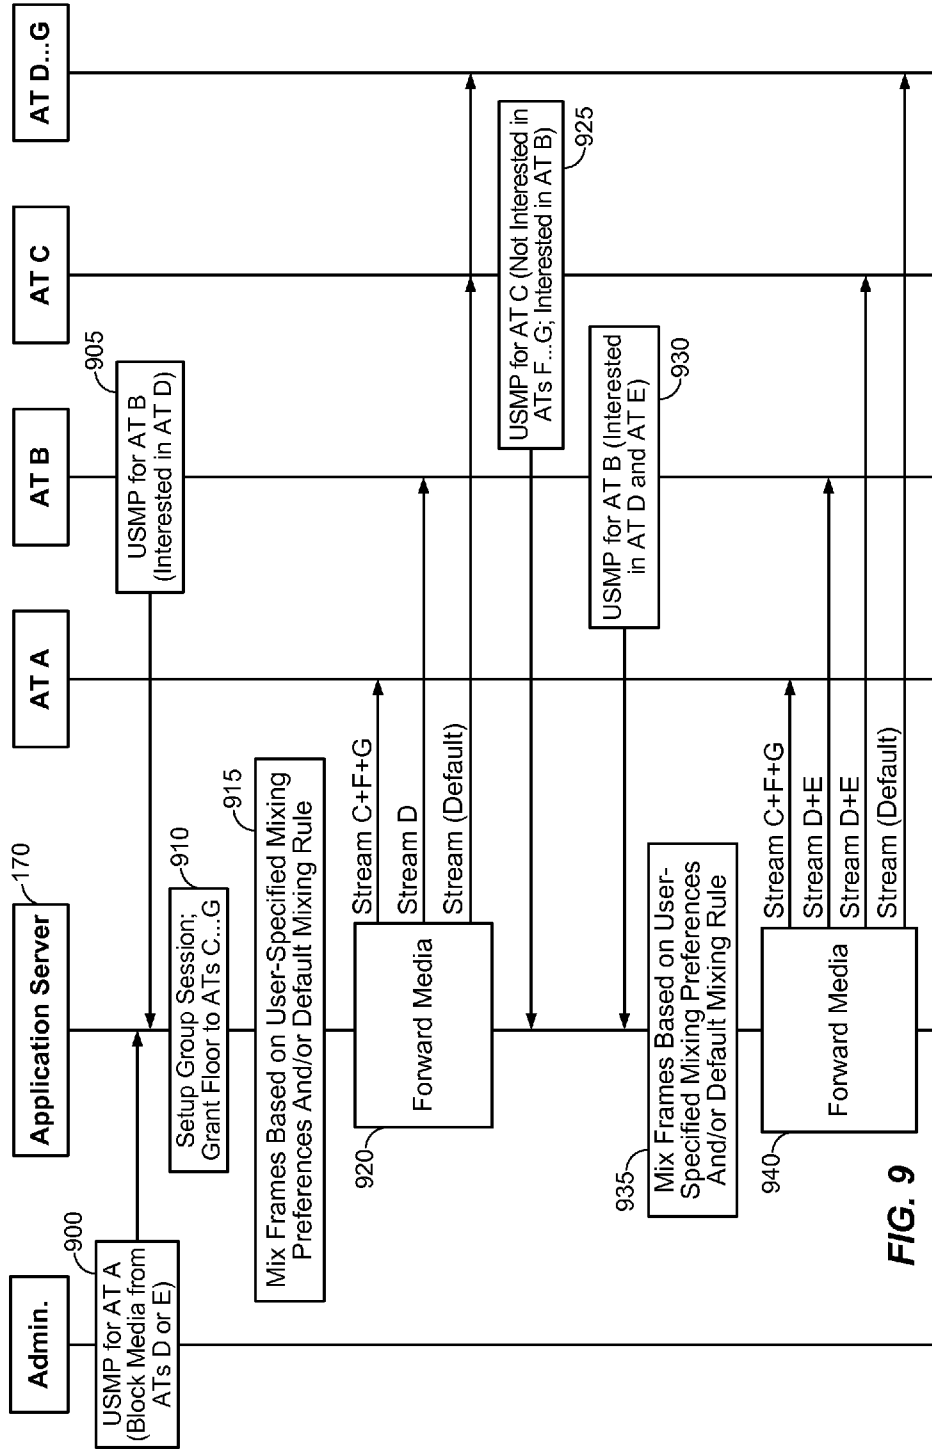 Admin.
Application Server
170
AT A
AT B
AT C
AT D...G
900
USMP for AT A
(Block Media from
ATs D or E)
905
USMP for AT B
(Interested in AT D)
910
Setup Group Session;
Grant Floor to ATs C...G
915
Mix Frames Based on User-Specified Mixing
Preferences And/or Default Mixing Rule
920
Forward Media
Stream C+F+G
Stream D
Stream (Default)
925
USMP for AT C (Not Interested in
ATs F...G; Interested in AT B)
930
USMP for AT B (Interested
in AT D and AT E)
935
Mix Frames Based on User-
Specified Mixing Preferences
And/or Default Mixing Rule
940
Forward Media
Stream C+F+G
Stream D+E
Stream D+E
Stream (Default)
FIG. 9